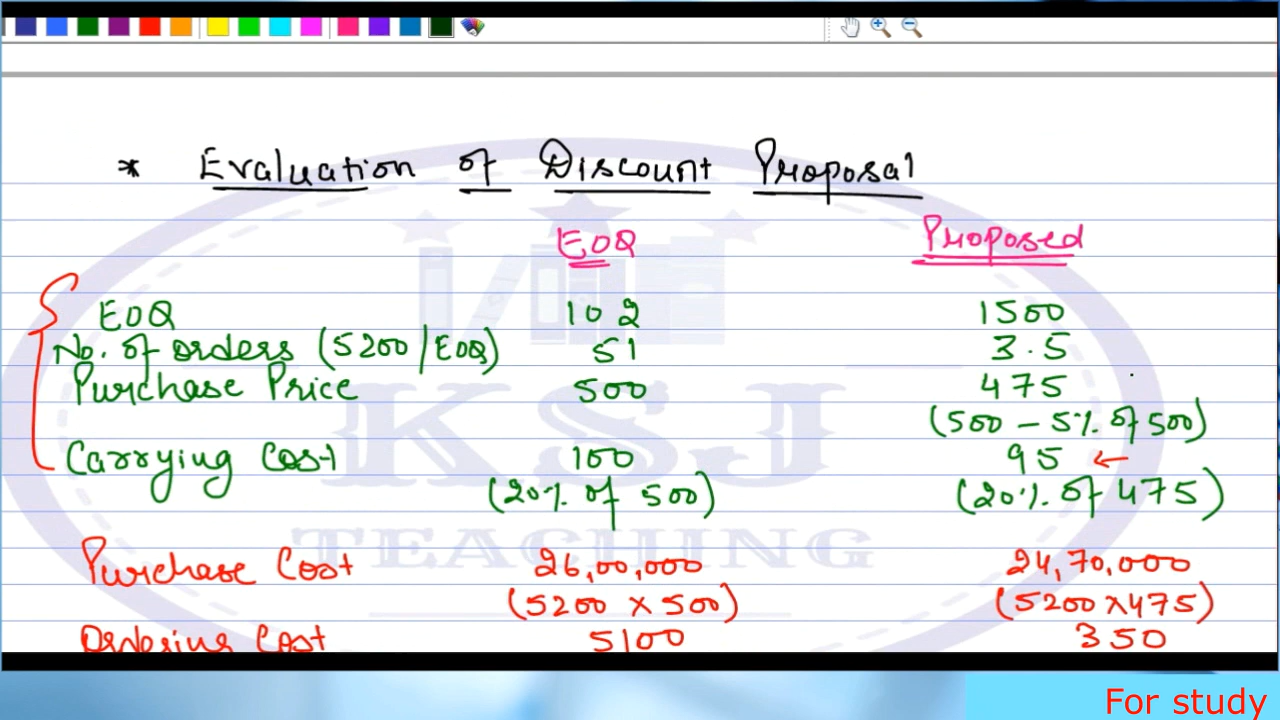 * Evaluation of Discount Proposal
EOQ Proposed
EOQ 102 1500
No. of orders (5200/EOQ) 51 3.5
Purchase Price 500 475
(500 - 5% of 500)
Carrying Cost 100 95 ←
(20% of 500) (20% of 475)
Purchase Cost 26,00,000 24,70,000
(5200 x 500) (5200 x 475)
Ordering Cost 5100 350
KSJ
TEACHING
For study